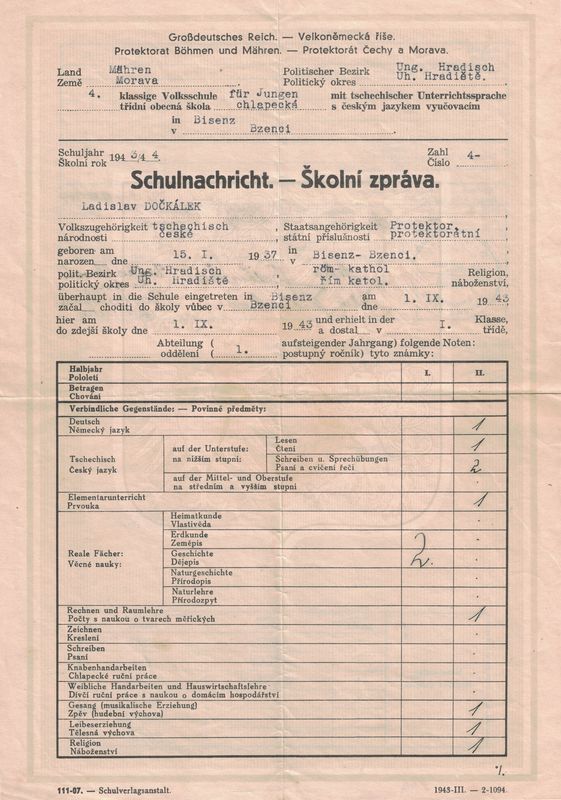 Großdeutsches Reich. — Velkoněmecká říše.
Protektorat Böhmen und Mähren. — Protektorát Čechy a Morava.
Land Mähren Politischer Bezirk Ung. Hradisch
Země Morava Politický okres Uh. Hradiště.
4. klassige Volksschule für Jungen mit tschechischer Unterrichtssprache
třídní obecná škola chlapecká s českým jazykem vyučovacím
in Bisenz
v Bzenci
Schuljahr Zahl
Školní rok 1943/44 Číslo 4-
Schulnachricht. — Školní zpráva.
Ladislav DOČKÁLEK
Volkszugehörigkeit tschechisch Staatsangehörigkeit Protektor.
národnosti české státní příslušnosti protektorátní
geboren am in
narozen dne 15. I. 1937 v Bisenz- Bzenci.
polit. Bezirk Ung. Hradisch röm- kathol Religion,
politický okres Uh. Hradiště řím katol. náboženství,
überhaupt in die Schule eingetreten in Bisenz am
začal choditi do školy vůbec v Bzenci dne 1. IX. 1943
hier am und erhielt in der Klasse,
do zdejší školy dne 1. IX. 1943 a dostal v I. třídě,
Abteilung ( aufsteigender Jahrgang) folgende Noten:
oddělení ( 1. postupný ročník) tyto známky:
Halbjahr
Pololetí I. II.
Betragen
Chování
Verbindliche Gegenstände: — Povinné předměty:
Deutsch
Německý jazyk 1
Tschechisch
Český jazyk
auf der Unterstufe:
na nižším stupni:
Lesen
Čtení 1
Schreiben u. Sprechübungen
Psaní a cvičení řeči 2
auf der Mittel- und Oberstufe
na středním a vyšším stupni
Elementarunterricht
Prvouka 1
Reale Fächer:
Věcné nauky:
Heimatkunde
Vlastivěda
Erdkunde
Zeměpis
Geschichte
Dějepis
Naturgeschichte
Přírodopis
Naturlehre
Přírodozpyt
Rechnen und Raumlehre
Počty s naukou o tvarech měřických 1
Zeichnen
Kreslení
Schreiben
Psaní
Knabenhandarbeiten
Chlapecké ruční práce
Weibliche Handarbeiten und Hauswirtschaftslehre
Dívčí ruční práce s naukou o domácím hospodářství
Gesang (musikalische Erziehung)
Zpěv (hudební výchova) 1
Leibeserziehung
Tělesná výchova 1
Religion
Náboženství 1
111-07. — Schulverlagsanstalt. 1943-III. — 2-1094.